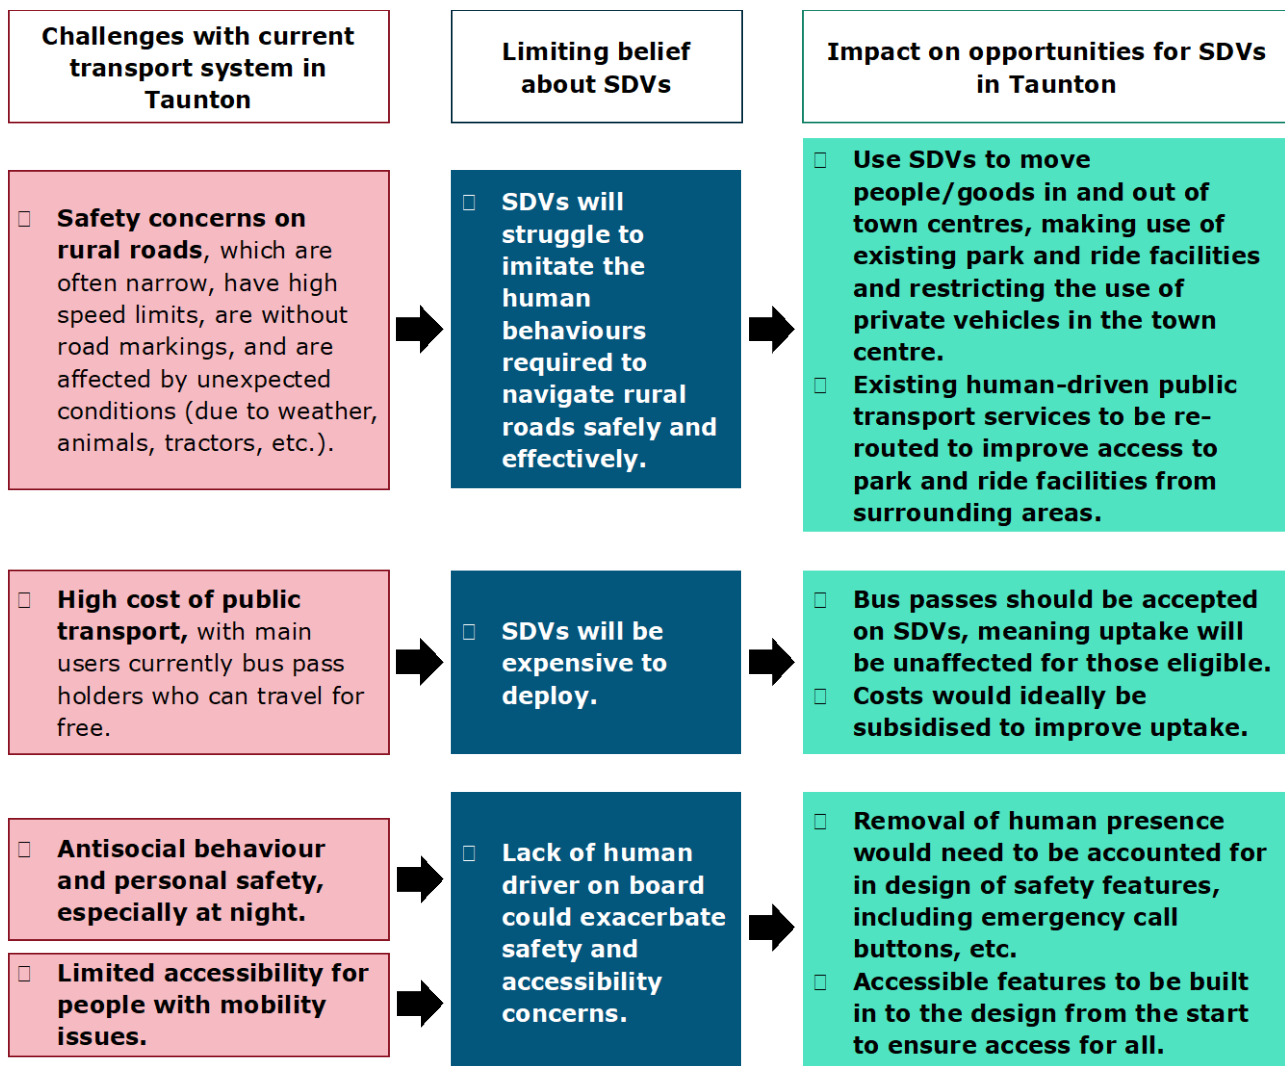 Challenges with current
transport system in
Taunton
Limiting belief
about SDVs
Impact on opportunities for SDVs
in Taunton
Safety concerns on
rural roads, which are
often narrow, have high
speed limits, are without
road markings, and are
affected by unexpected
conditions (due to weather,
animals, tractors, etc.).
SDVs will
struggle to
imitate the
human
behaviours
required to
navigate rural
roads safely and
effectively.
Use SDVs to move
people/goods in and out of
town centres, making use of
existing park and ride facilities
and restricting the use of
private vehicles in the town
centre.
Existing human-driven public
transport services to be re-
routed to improve access to
park and ride facilities from
surrounding areas.
High cost of public
transport, with main
users currently bus pass
holders who can travel for
free.
SDVs will be
expensive to
deploy.
Bus passes should be accepted
on SDVs, meaning uptake will
be unaffected for those eligible.
Costs would ideally be
subsidised to improve uptake.
Antisocial behaviour
and personal safety,
especially at night.
Limited accessibility for
people with mobility
issues.
Lack of human
driver on board
could exacerbate
safety and
accessibility
concerns.
Removal of human presence
would need to be accounted for
in design of safety features,
including emergency call
buttons, etc.
Accessible features to be built
in to the design from the start
to ensure access for all.